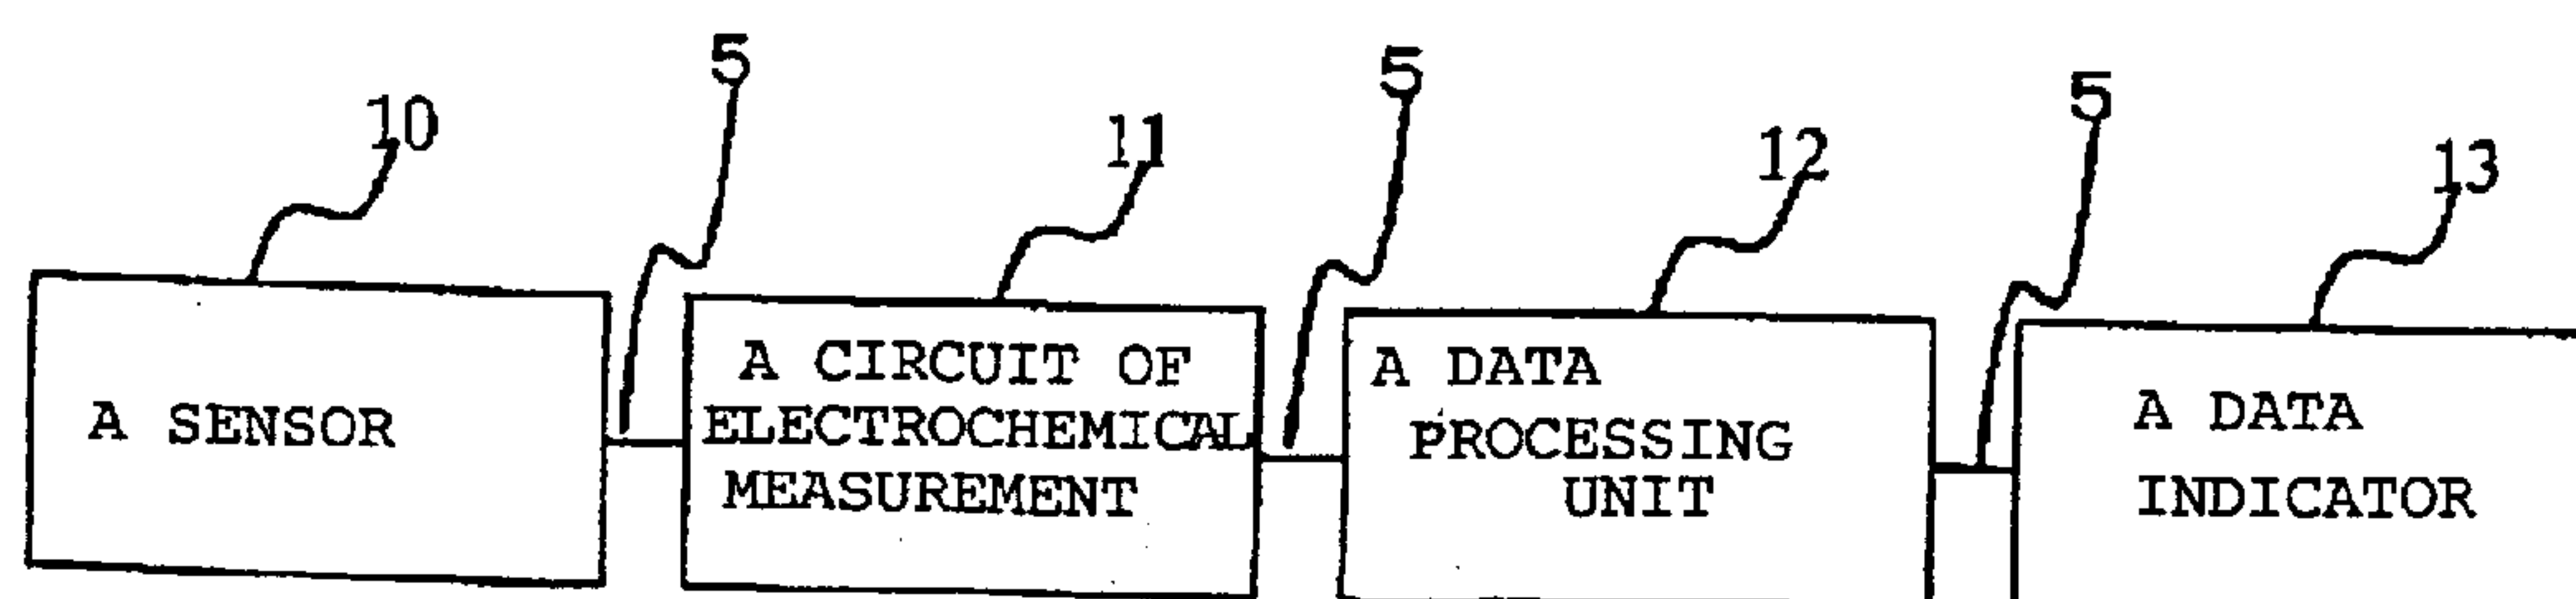 10
5
11
5
12
5
13
A SENSOR
A CIRCUIT OF
ELECTROCHEMICAL
MEASUREMENT
A DATA
PROCESSING
UNIT
A DATA
INDICATOR